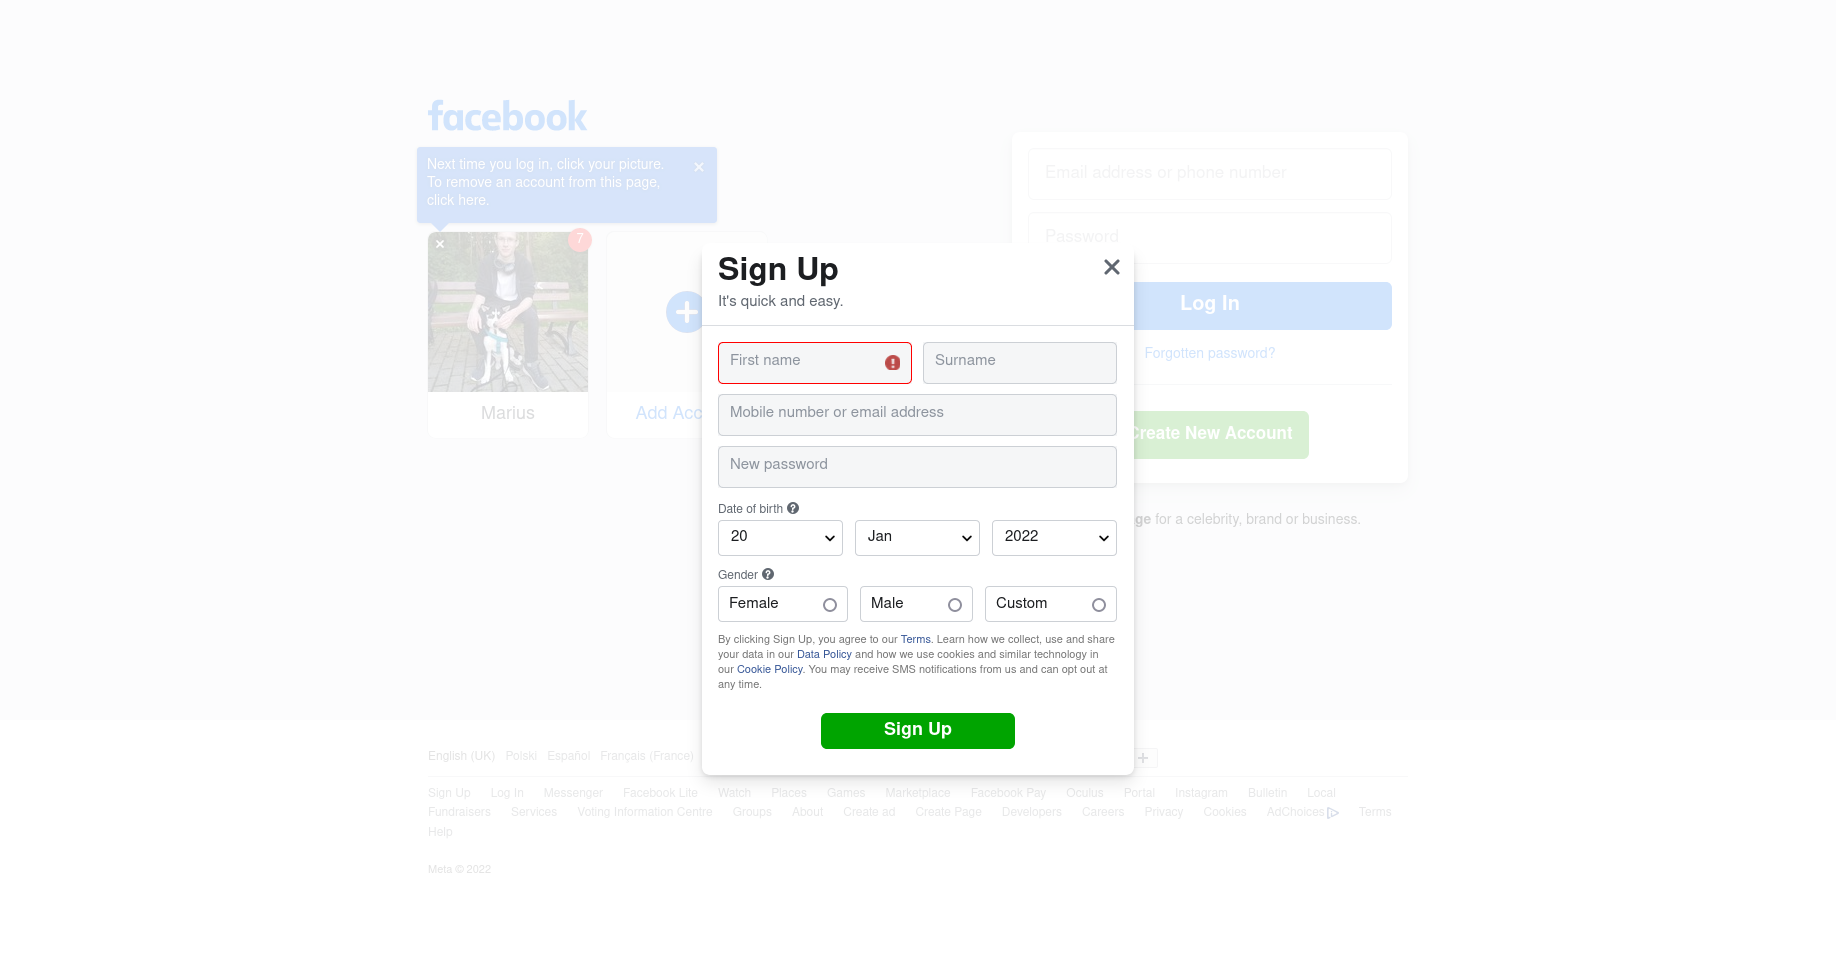 facebook
Next time you log in, click your picture.
To remove an account from this page,
click here.
7
Marius
Add Acc
Email address or phone number
Password
Log In
Forgotten password?
Create New Account
ge for a celebrity, brand or business.
Sign Up
It's quick and easy.
First name
Surname
Mobile number or email address
New password
Date of birth
20
Jan
2022
Gender
Female
Male
Custom
By clicking Sign Up, you agree to our Terms. Learn how we collect, use and share
your data in our Data Policy and how we use cookies and similar technology in
our Cookie Policy. You may receive SMS notifications from us and can opt out at
any time.
Sign Up
English (UK) Polski Español Français (France)
Sign Up Log In Messenger Facebook Lite Watch Places Games Marketplace Facebook Pay Oculus Portal Instagram Bulletin Local
Fundraisers Services Voting Information Centre Groups About Create ad Create Page Developers Careers Privacy Cookies AdChoices Terms
Help
Meta © 2022